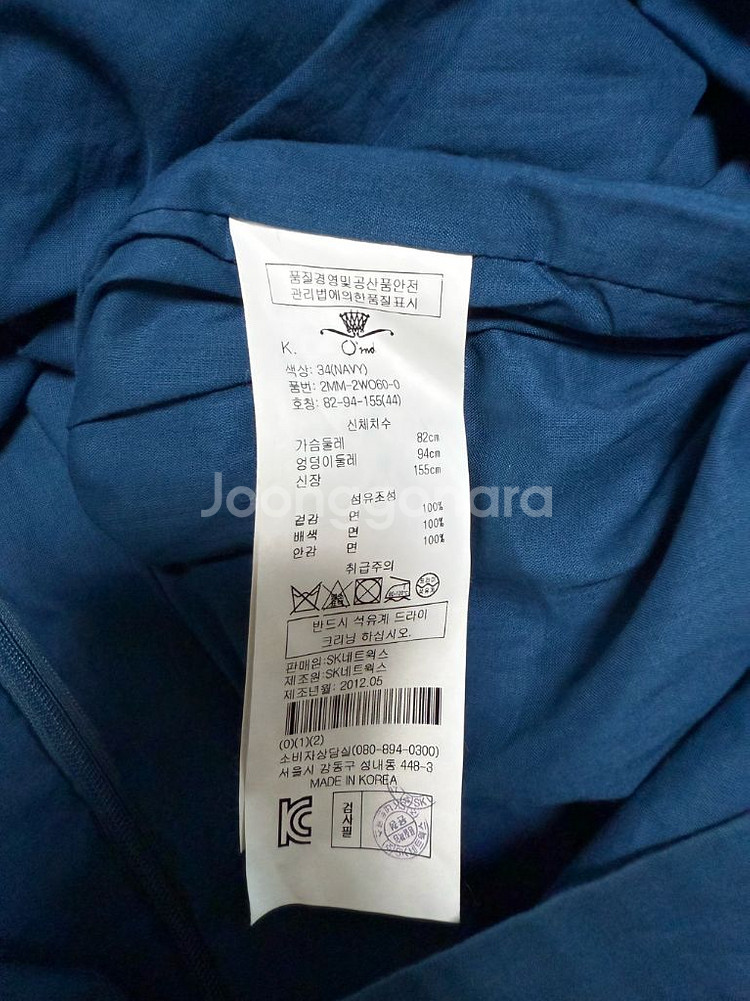 품질경영및공산품안전
관리법에의한품질표시
K.
O'2nd
색상: 34(NAVY)
품번: 2MM-2WO60-0
호칭: 82-94-155(44)
신체치수
가슴둘레 82cm
엉덩이둘레 94cm
신장 155cm
Joonggonara
섬유조성
겉감 면 100%
배색 면 100%
안감 면 100%
취급주의
반드시 석유계 드라이
크리닝 하십시오.
판매원:SK네트웍스
제조원:SK네트웍스
제조년월: 2012.05
(0)(1)(2)
소비자상담실(080-894-0300)
서울시 강동구 성내동 448-3
MADE IN KOREA
검사필